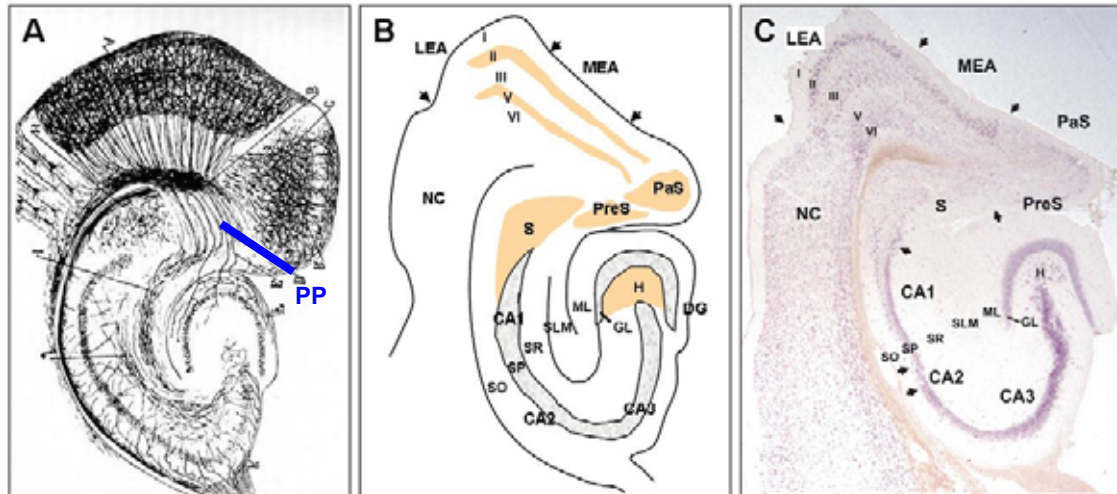 A
PP
B
LEA
I
II
MEA
III
V
VI
NC
PaS
PreS
S
H
ML
DG
CA1
SLM
GL
SR
SP
SO
CA2
CA3
C
LEA
MEA
I
II
III
PaS
V
VI
NC
S
PreS
H
CA1
ML
GL
SLM
SR
SO
SP
CA2
CA3